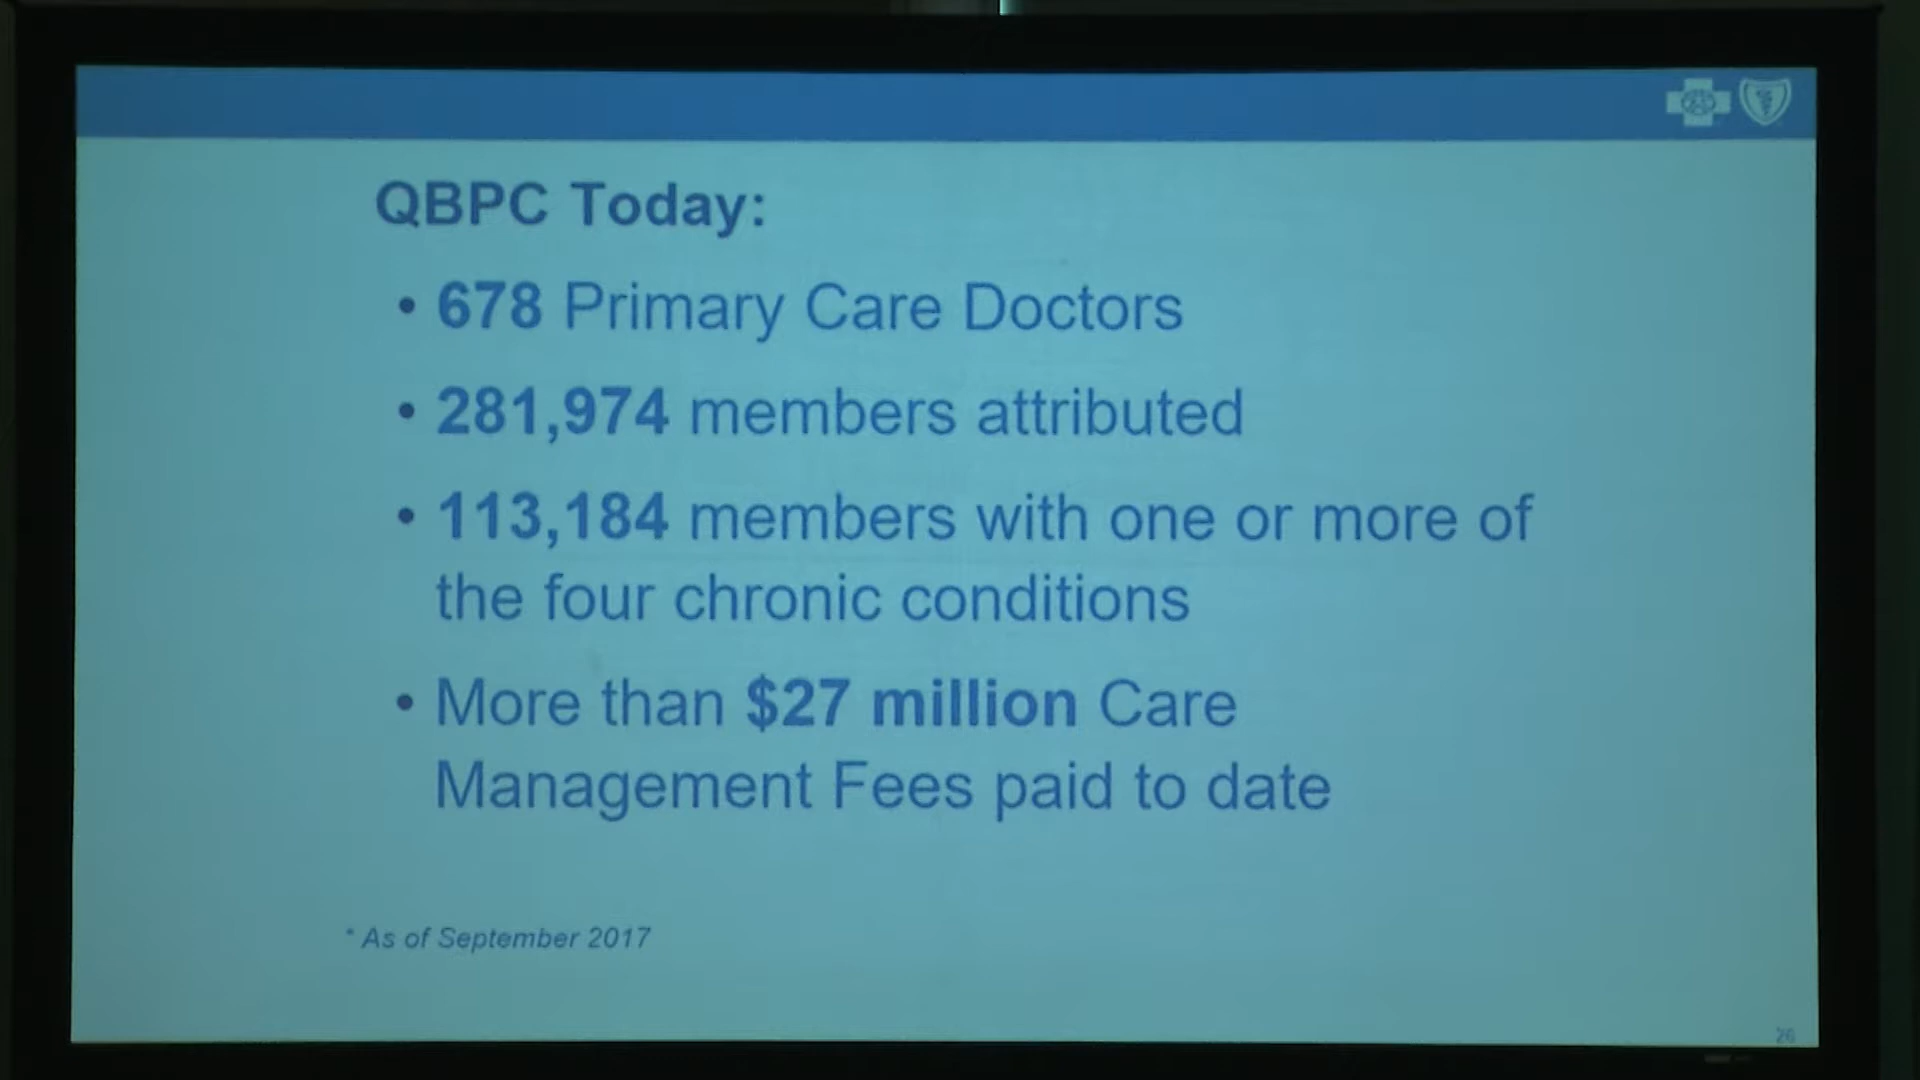 QBPC Today:
• 678 Primary Care Doctors
• 281,974 members attributed
• 113,184 members with one or more of
the four chronic conditions
• More than $27 million Care
Management Fees paid to date
* As of September 2017
26